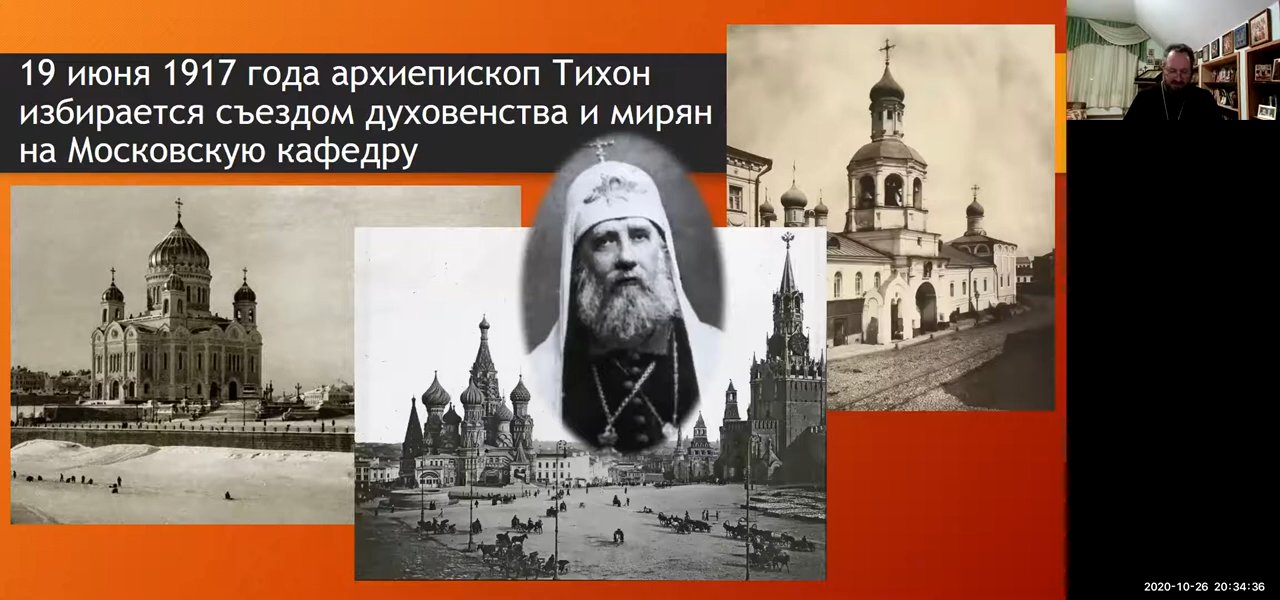 19 июня 1917 года архиепископ Тихон
избирается съездом духовенства и мирян
на Московскую кафедру
2020-10-26 20:34:36